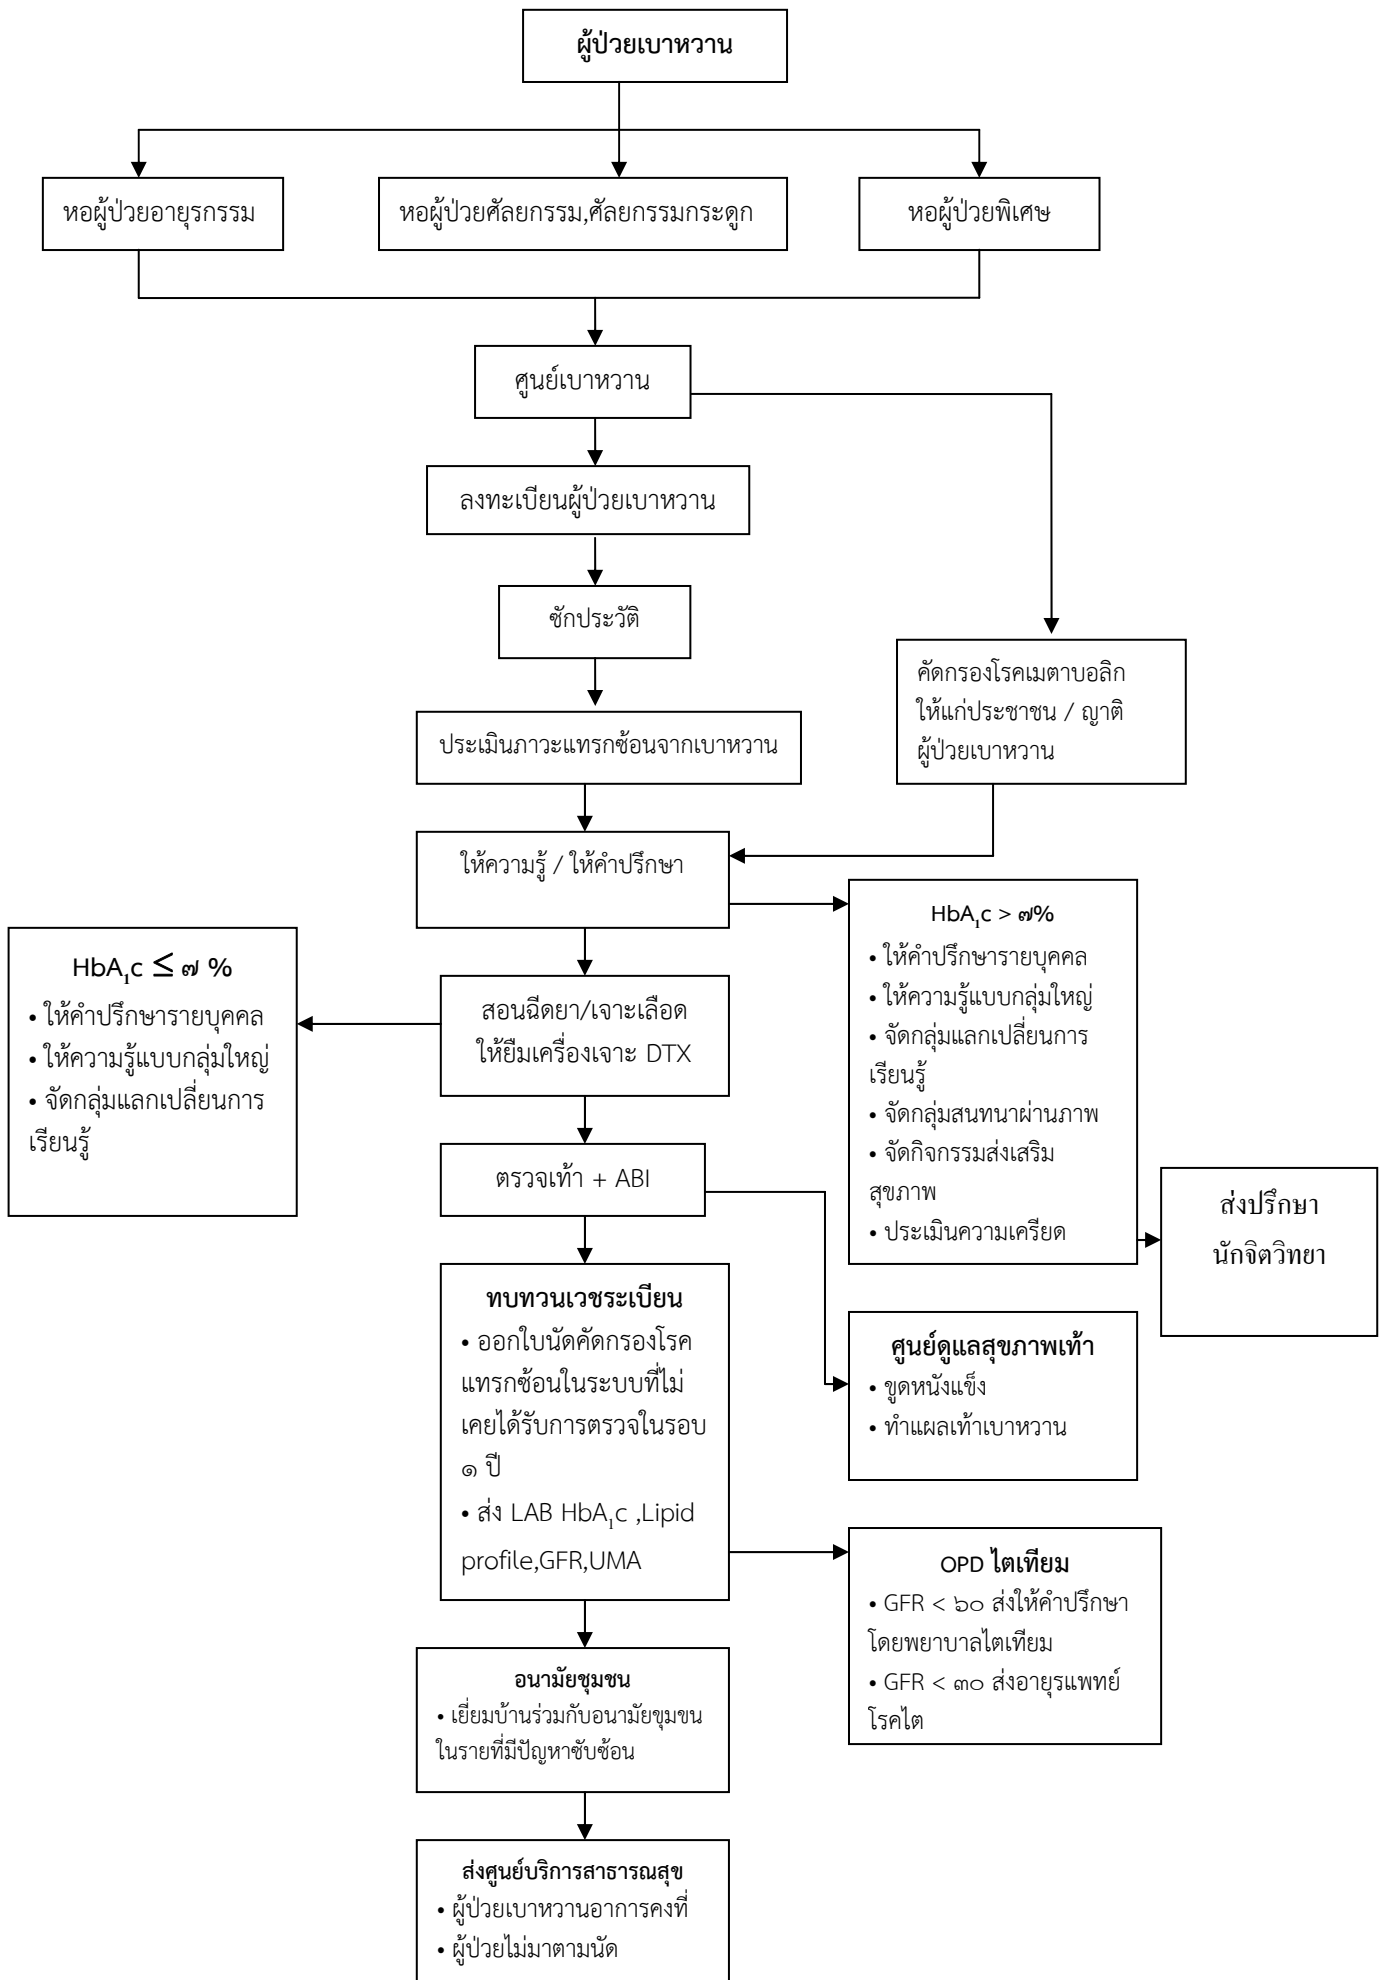 ผู้ป่วยเบาหวาน
หอผู้ป่วยอายุรกรรม
หอผู้ป่วยศัลยกรรม,ศัลยกรรมกระดูก
หอผู้ป่วยพิเศษ
ศูนย์เบาหวาน
ลงทะเบียนผู้ป่วยเบาหวาน
ซักประวัติ
คัดกรองโรคเมตาบอลิก
ให้แก่ประชาชน / ญาติ
ผู้ป่วยเบาหวาน
ประเมินภาวะแทรกซ้อนจากเบาหวาน
ให้ความรู้ / ให้คำปรึกษา
HbA₁c > ๗%
• ให้คำปรึกษารายบุคคล
• ให้ความรู้แบบกลุ่มใหญ่
• จัดกลุ่มแลกเปลี่ยนการ
เรียนรู้
• จัดกลุ่มสนทนาผ่านภาพ
• จัดกิจกรรมส่งเสริม
สุขภาพ
• ประเมินความเครียด
HbA₁c ≤ ๗ %
• ให้คำปรึกษารายบุคคล
• ให้ความรู้แบบกลุ่มใหญ่
• จัดกลุ่มแลกเปลี่ยนการ
เรียนรู้
สอนฉีดยา/เจาะเลือด
ให้ยืมเครื่องเจาะ DTX
ตรวจเท้า + ABI
ส่งปรึกษา
นักจิตวิทยา
ทบทวนเวชระเบียน
• ออกใบนัดคัดกรองโรค
แทรกซ้อนในระบบที่ไม่
เคยได้รับการตรวจในรอบ
๑ ปี
• ส่ง LAB HbA₁c ,Lipid
profile,GFR,UMA
ศูนย์ดูแลสุขภาพเท้า
• ขูดหนังแข็ง
• ทำแผลเท้าเบาหวาน
OPD ไตเทียม
• GFR < ๖๐ ส่งให้คำปรึกษา
โดยพยาบาลไตเทียม
• GFR < ๓๐ ส่งอายุรแพทย์
โรคไต
อนามัยชุมชน
• เยี่ยมบ้านร่วมกับอนามัยขุมขน
ในรายที่มีปัญหาซับซ้อน
ส่งศูนย์บริการสาธารณสุข
• ผู้ป่วยเบาหวานอาการคงที่
• ผู้ป่วยไม่มาตามนัด